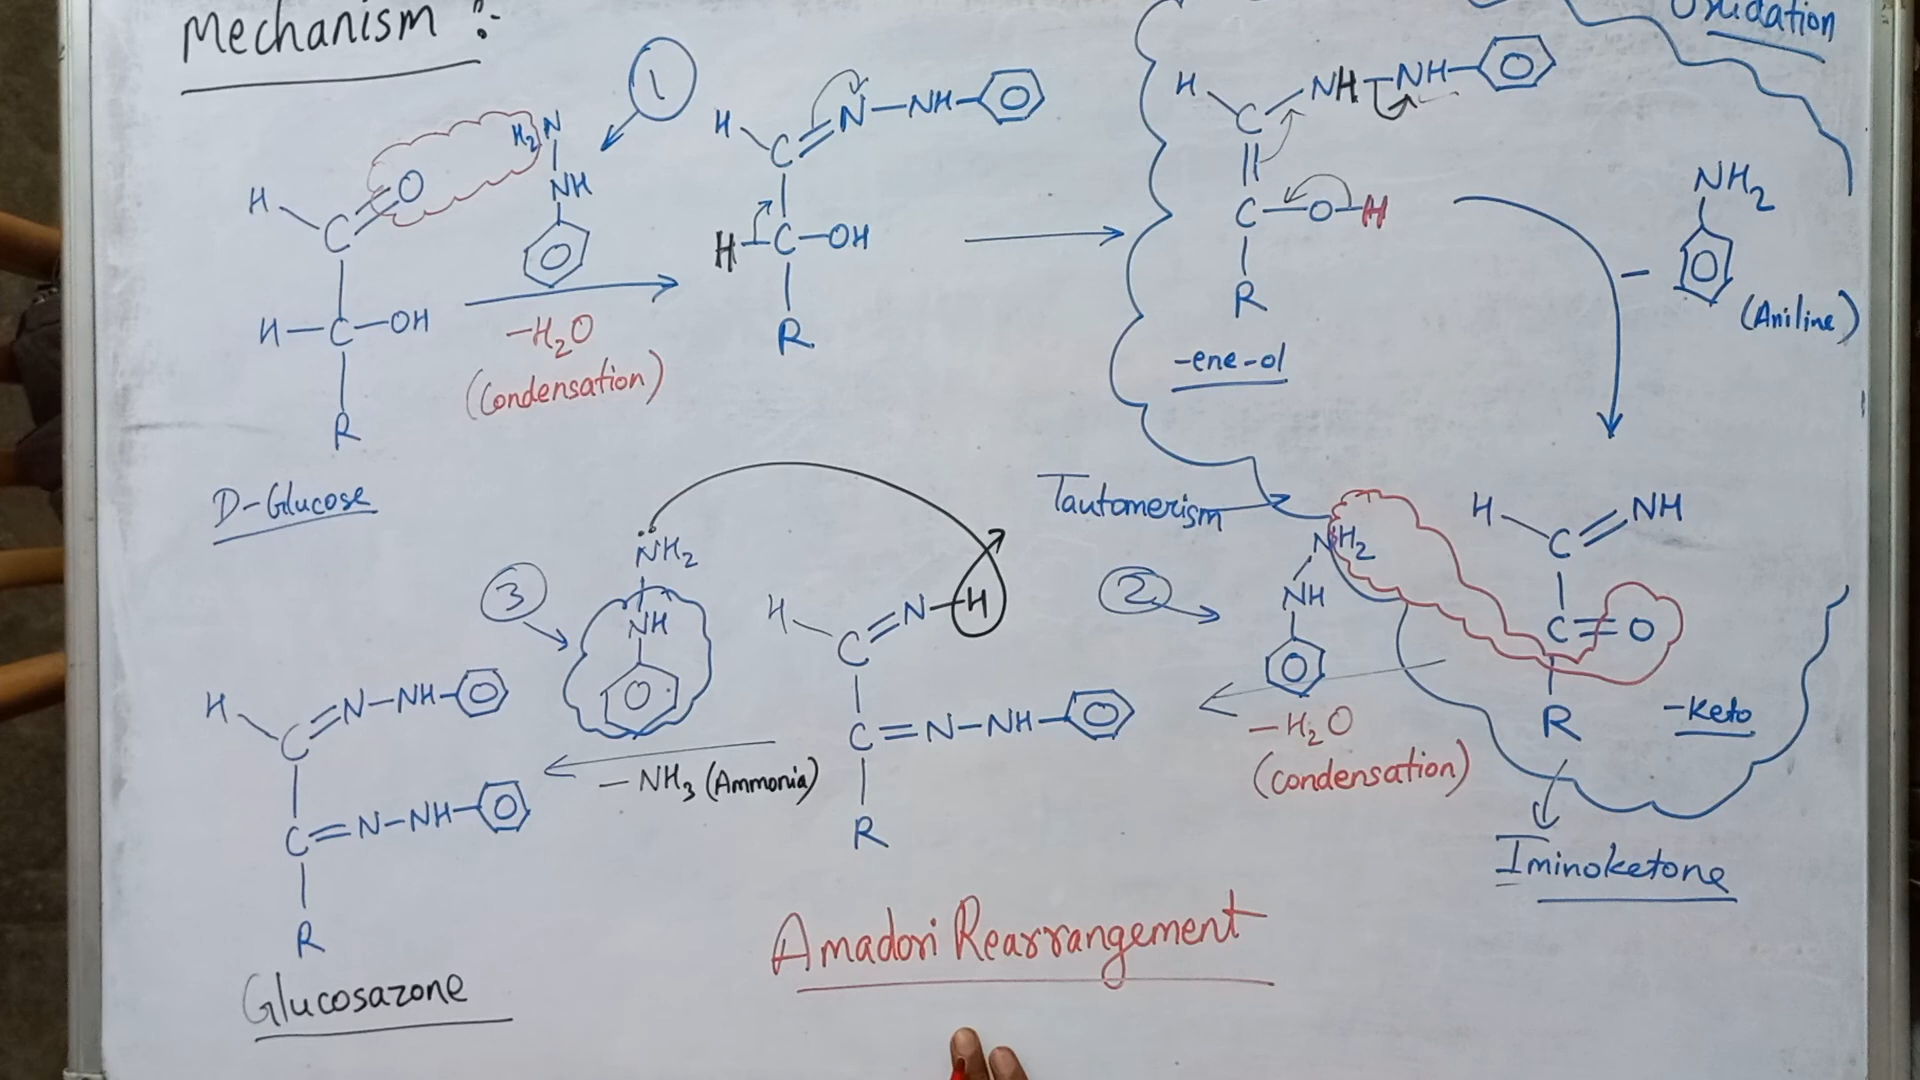 Mechanism :-
Oxidation
1
H
C
O
H2N
NH
H
C
OH
R
D-Glucose
-H2O
(Condensation)
H
C
N-NH
H
C
OH
R
H
C
NH-NH
C
O
H
R
-ene-ol
NH2
-
(Aniline)
Tautomerism
H
C
NH
C
O
R
-Keto
Iminoketone
2
NH2
NH
-H2O
(condensation)
H
C
N-H
C=N-NH
R
3
NH2
NH
- NH3 (Ammonia)
H
C
N-NH
C=N-NH
R
Glucosazone
Amadori Rearrangement